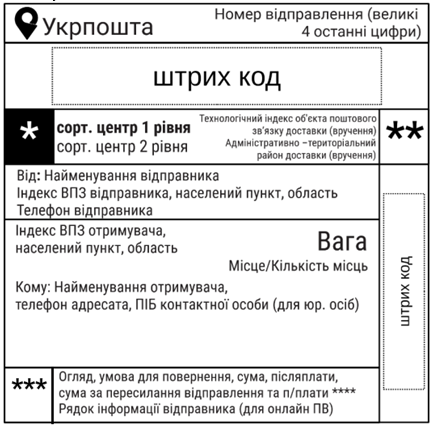 Укрпошта
Номер відправлення (великі
4 останні цифри)
штрих код
*
сорт. центр 1 рівня
сорт. центр 2 рівня
Технологічний індекс об'єкта поштового
зв'язку доставки (вручення)
Адміністративно –територіальний
район доставки (вручення)
**
Від: Найменування відправника
Індекс ВПЗ відправника, населений пункт, область
Телефон відправника
штрих код
Індекс ВПЗ отримувача,
населений пункт, область
Вага
Місце/Кількість місць
Кому: Найменування отримувача,
телефон адресата, ПІБ контактної особи (для юр. осіб)
***
Огляд, умова для повернення, сума, післяплати,
сума за пересилання відправлення та п/плати ****
Рядок інформації відправника (для онлайн ПВ)